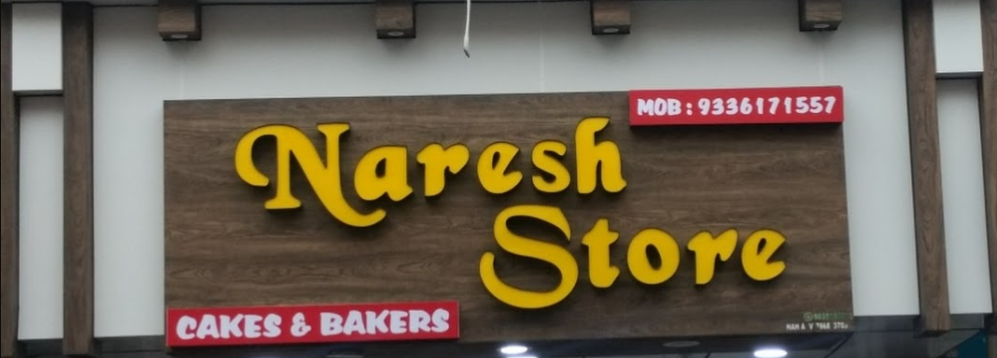 MOB : 9336171557
Naresh
Store
CAKES & BAKERS